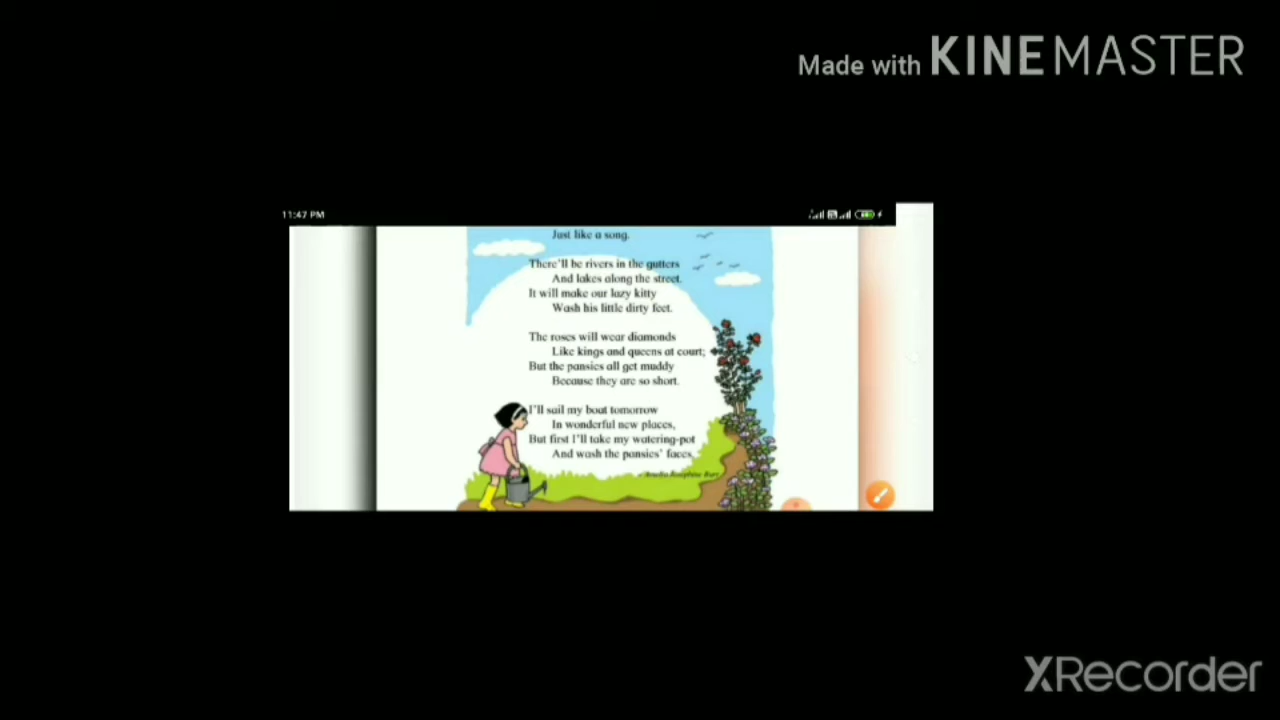 Made with KINEMASTER
11:47 PM
Just like a song.
There'll be rivers in the gutters
And lakes along the street.
It will make our lazy kitty
Wash his little dirty feet.
The roses will wear diamonds
Like kings and queens at court;
But the pansies all get muddy
Because they are so short.
I'll sail my boat tomorrow
In wonderful new places,
But first I'll take my watering-pot
And wash the pansies' faces.
XRecorder